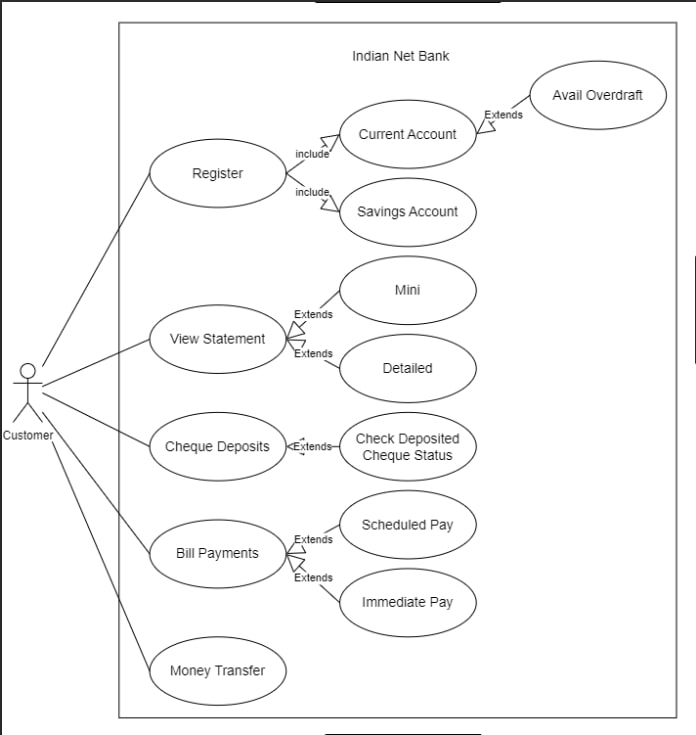 Indian Net Bank
Avail Overdraft
Extends
Current Account
include
Register
include
Savings Account
Mini
Extends
View Statement
Extends
Detailed
Customer
Cheque Deposits
Extends
Check Deposited
Cheque Status
Scheduled Pay
Extends
Bill Payments
Extends
Immediate Pay
Money Transfer